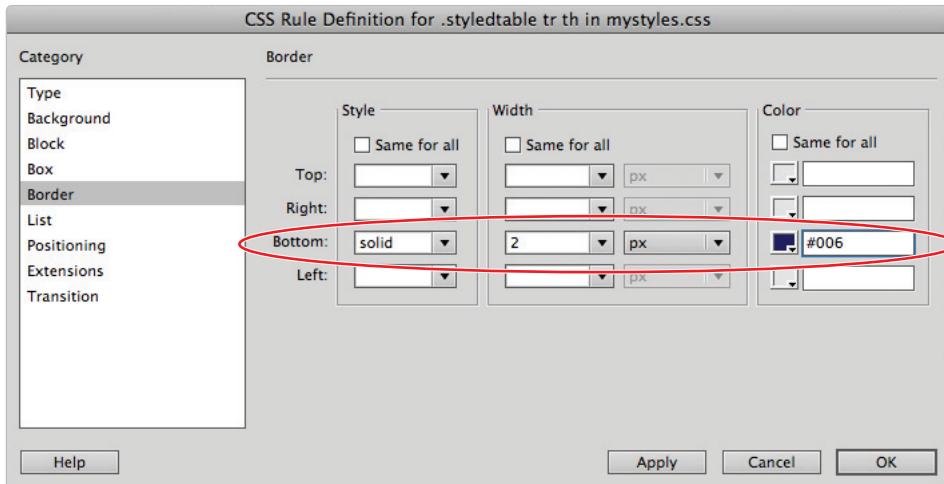 CSS Rule Definition for .styledtable tr th in mystyles.css
Category
Border
Type
Background
Block
Box
Border
List
Positioning
Extensions
Transition
Style
Width
Color
Same for all
Same for all
Same for all
Top:
px
Right:
px
Bottom:
solid
2
px
#006
Left:
px
Help
Apply
Cancel
OK